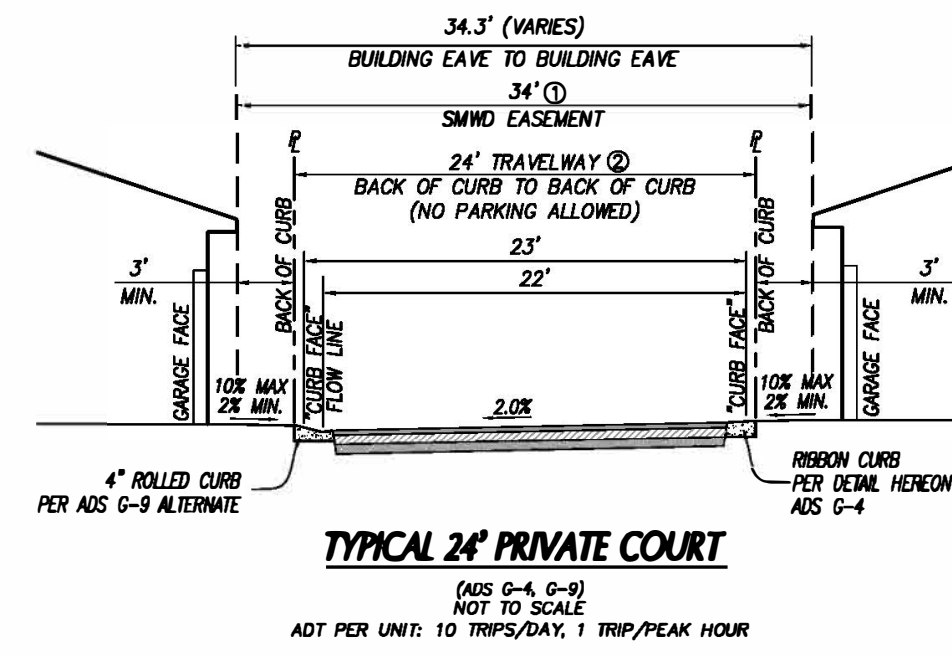 34.3' (VARIES)
BUILDING EAVE TO BUILDING EAVE
34' ①
SMWD EASEMENT
℄
℄
24' TRAVELWAY ②
BACK OF CURB TO BACK OF CURB
(NO PARKING ALLOWED)
23'
22'
3'
MIN.
GARAGE FACE
BACK OF CURB
"CURB FACE"
FLOW LINE
"CURB FACE"
BACK OF CURB
GARAGE FACE
3'
MIN.
10% MAX
2% MIN.
2.0%
10% MAX
2% MIN.
4" ROLLED CURB
PER ADS G-9 ALTERNATE
RIBBON CURB
PER DETAIL HEREON
ADS G-4
TYPICAL 24' PRIVATE COURT
(ADS G-4, G-9)
NOT TO SCALE
ADT PER UNIT: 10 TRIPS/DAY, 1 TRIP/PEAK HOUR